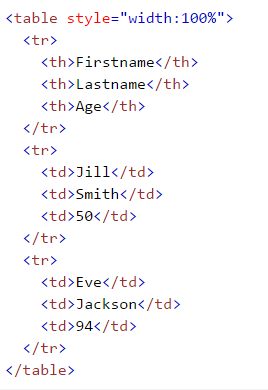 <table style="width:100%">
  <tr>
    <th>Firstname</th>
    <th>Lastname</th>
    <th>Age</th>
  </tr>
  <tr>
    <td>Jill</td>
    <td>Smith</td>
    <td>50</td>
  </tr>
  <tr>
    <td>Eve</td>
    <td>Jackson</td>
    <td>94</td>
  </tr>
</table>